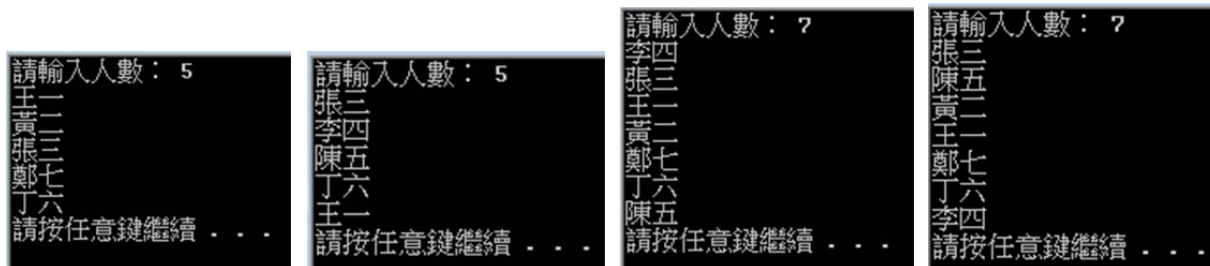 請輸入人數： 5
王一
黃二
張三
鄭七
丁六
請按任意鍵繼續 . . .
請輸入人數： 5
張三
李四
陳五
丁六
王一
請按任意鍵繼續 . . .
請輸入人數： 7
李四
張三
王一
黃二
鄭七
丁六
陳五
請按任意鍵繼續 . . .
請輸入人數： 7
張三
陳五
黃二
王一
鄭七
丁六
李四
請按任意鍵繼續 . . .